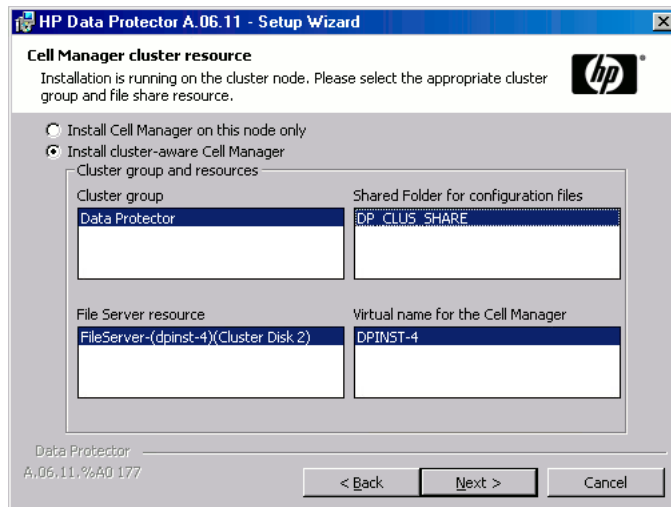 HP Data Protector A.06.11 - Setup Wizard
Cell Manager cluster resource
Installation is running on the cluster node. Please select the appropriate cluster
group and file share resource.
hp
Install Cell Manager on this node only
Install cluster-aware Cell Manager
Cluster group and resources
Cluster group
Shared Folder for configuration files
Data Protector
DP_CLUS_SHARE
File Server resource
Virtual name for the Cell Manager
FileServer-(dpinst-4)(Cluster Disk 2)
DPINST-4
Data Protector
A.06.11.%A0 177
< Back
Next >
Cancel